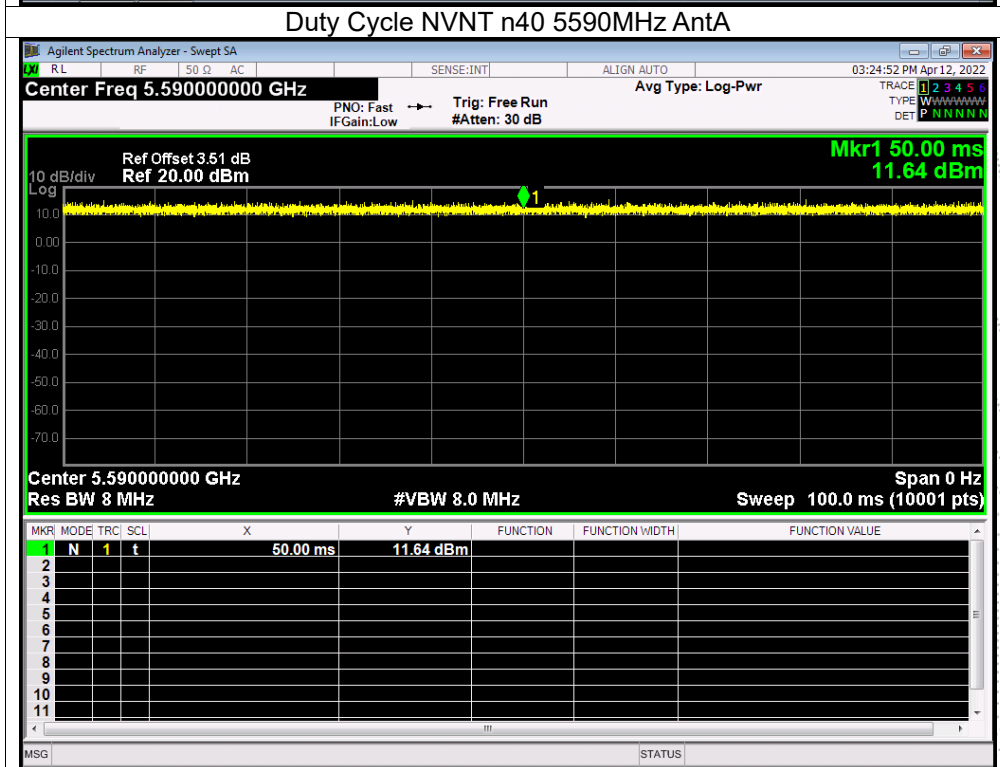 Duty Cycle NVNT n40 5590MHz AntA
Agilent Spectrum Analyzer - Swept SA
LXI RL RF 50 Ω AC SENSE:INT ALIGN AUTO 03:24:52 PM Apr 12, 2022
Center Freq 5.590000000 GHz Avg Type: Log-Pwr TRACE 1 2 3 4 5 6
PNO: Fast Trig: Free Run TYPE WWWWWW
IFGain:Low #Atten: 30 dB DET P N N N N N
Mkr1 50.00 ms
Ref Offset 3.51 dB
10 dB/div Ref 20.00 dBm 11.64 dBm
Log
1
10.0
0.00
-10.0
-20.0
-30.0
-40.0
-50.0
-60.0
-70.0
Center 5.590000000 GHz Span 0 Hz
Res BW 8 MHz #VBW 8.0 MHz Sweep 100.0 ms (10001 pts)
MKR MODE TRC SCL X Y FUNCTION FUNCTION WIDTH FUNCTION VALUE
1 N 1 t 50.00 ms 11.64 dBm
2
3
4
5
6
7
8
9
10
11
MSG STATUS